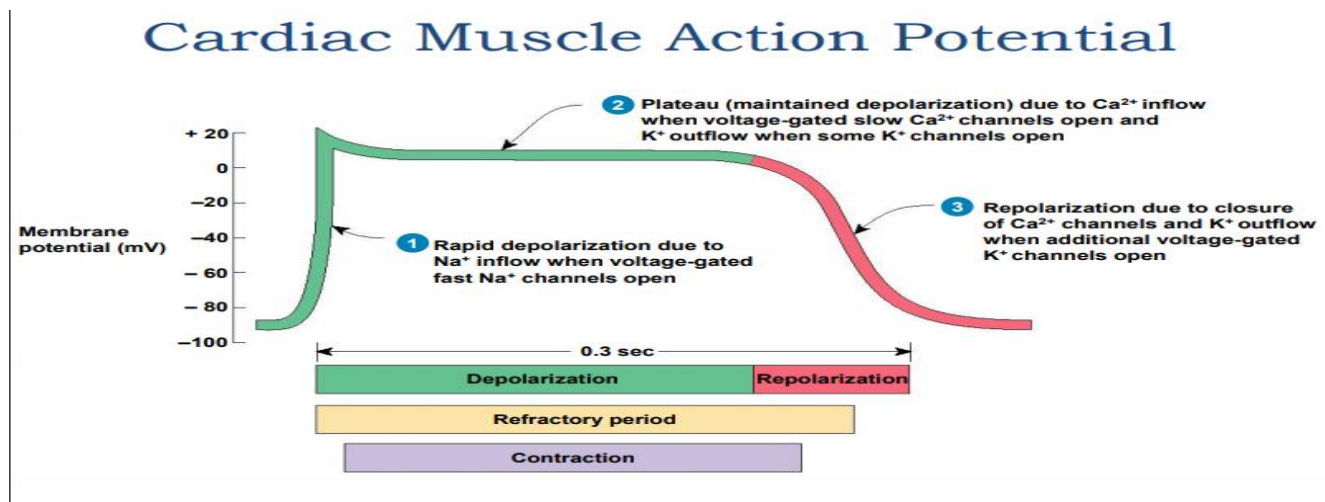 Cardiac Muscle Action Potential
2 Plateau (maintained depolarization) due to Ca²⁺ inflow
when voltage-gated slow Ca²⁺ channels open and
K⁺ outflow when some K⁺ channels open
+ 20
0
−20
−40
− 60
− 80
−100
Membrane
potential (mV)
1 Rapid depolarization due to
Na⁺ inflow when voltage-gated
fast Na⁺ channels open
3 Repolarization due to closure
of Ca²⁺ channels and K⁺ outflow
when additional voltage-gated
K⁺ channels open
0.3 sec
Depolarization
Repolarization
Refractory period
Contraction